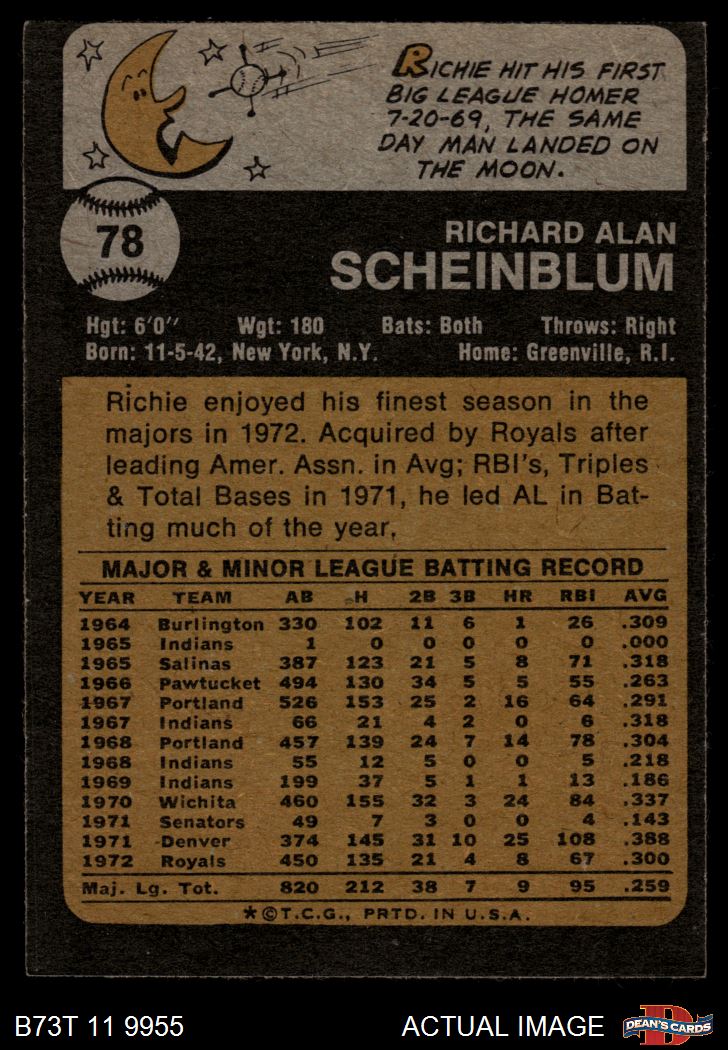 RICHIE HIT HIS FIRST
BIG LEAGUE HOMER
7-20-69, THE SAME
DAY MAN LANDED ON
THE MOON.
78
RICHARD ALAN
SCHEINBLUM
Hgt: 6'0" Wgt: 180 Bats: Both Throws: Right
Born: 11-5-42, New York, N.Y. Home: Greenville, R.I.
Richie enjoyed his finest season in the
majors in 1972. Acquired by Royals after
leading Amer. Assn. in Avg; RBI's, Triples
& Total Bases in 1971, he led AL in Bat-
ting much of the year.
MAJOR & MINOR LEAGUE BATTING RECORD
YEAR TEAM AB H 2B 3B HR RBI AVG
1964 Burlington 330 102 11 6 1 26 .309
1965 Indians 1 0 0 0 0 0 .000
1965 Salinas 387 123 21 5 8 71 .318
1966 Pawtucket 494 130 34 5 5 55 .263
1967 Portland 526 153 25 2 16 64 .291
1967 Indians 66 21 4 2 0 6 .318
1968 Portland 457 139 24 7 14 78 .304
1968 Indians 55 12 5 0 0 5 .218
1969 Indians 199 37 5 1 1 13 .186
1970 Wichita 460 155 32 3 24 84 .337
1971 Senators 49 7 3 0 0 4 .143
1971 Denver 374 145 31 10 25 108 .388
1972 Royals 450 135 21 4 8 67 .300
Maj. Lg. Tot. 820 212 38 7 9 95 .259
*©T.C.G., PRTD. IN U.S.A.
B73T 11 9955 ACTUAL IMAGE
D
DEAN'S CARDS